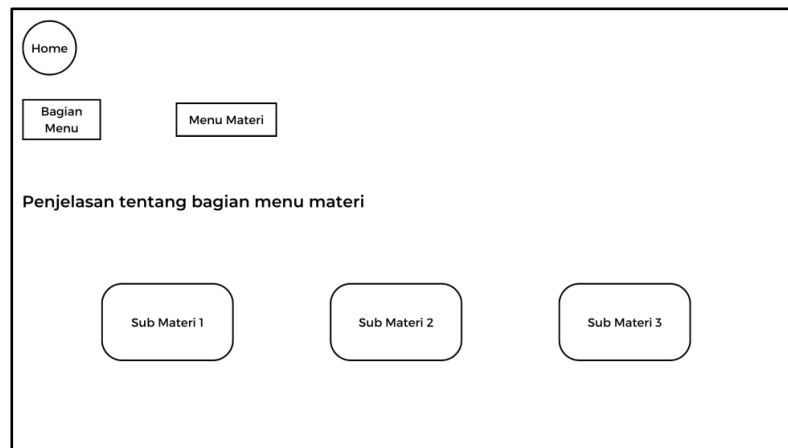 Home
Bagian
Menu
Menu Materi
Penjelasan tentang bagian menu materi
Sub Materi 1
Sub Materi 2
Sub Materi 3